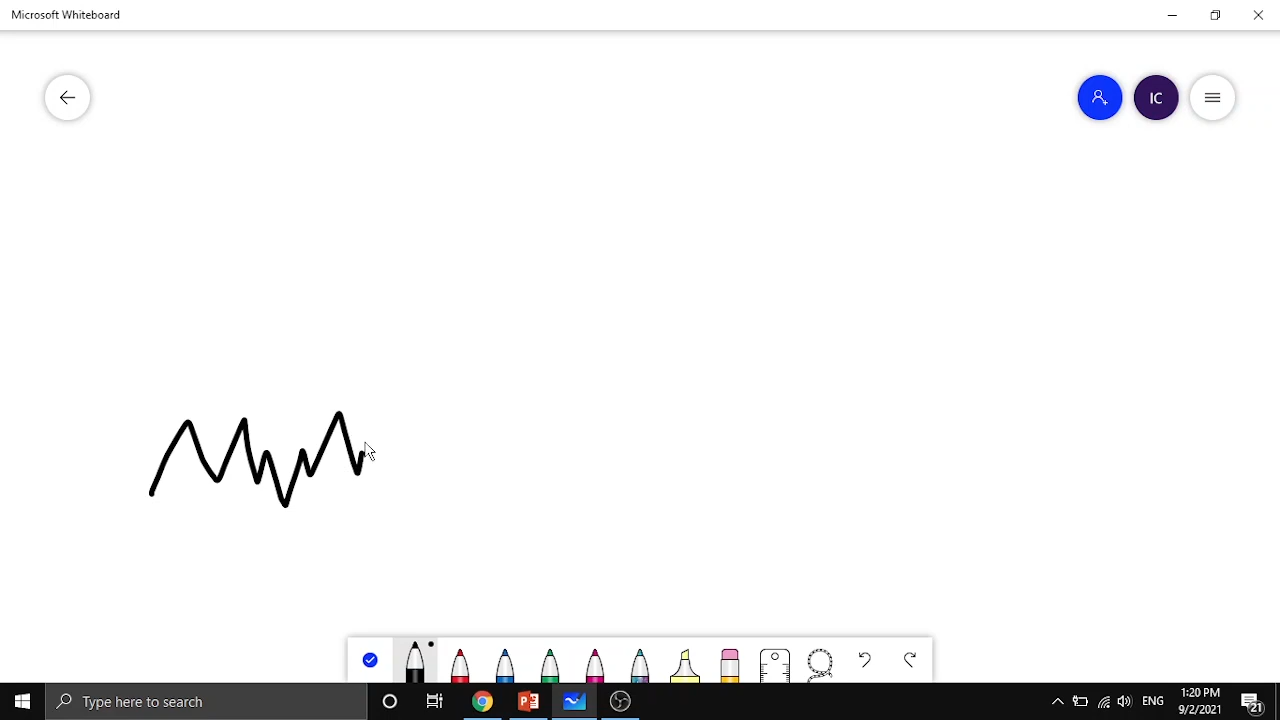 Microsoft Whiteboard
IC
Type here to search
ENG
1:20 PM
9/2/2021
21